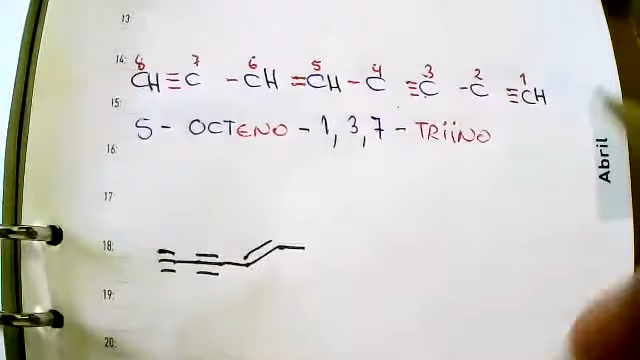 13:
14:
8 7 6 5 4 3 2 1
CH≡C - CH =CH - C ≡C - C ≡CH
15:
5 - OCTENO - 1, 3, 7 - TRiiNO
16:
Abril
17:
18:
19:
20: